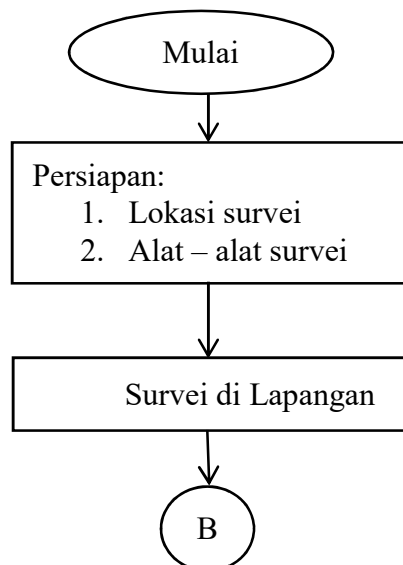 Mulai
Persiapan:
1. Lokasi survei
2. Alat – alat survei
Survei di Lapangan
B